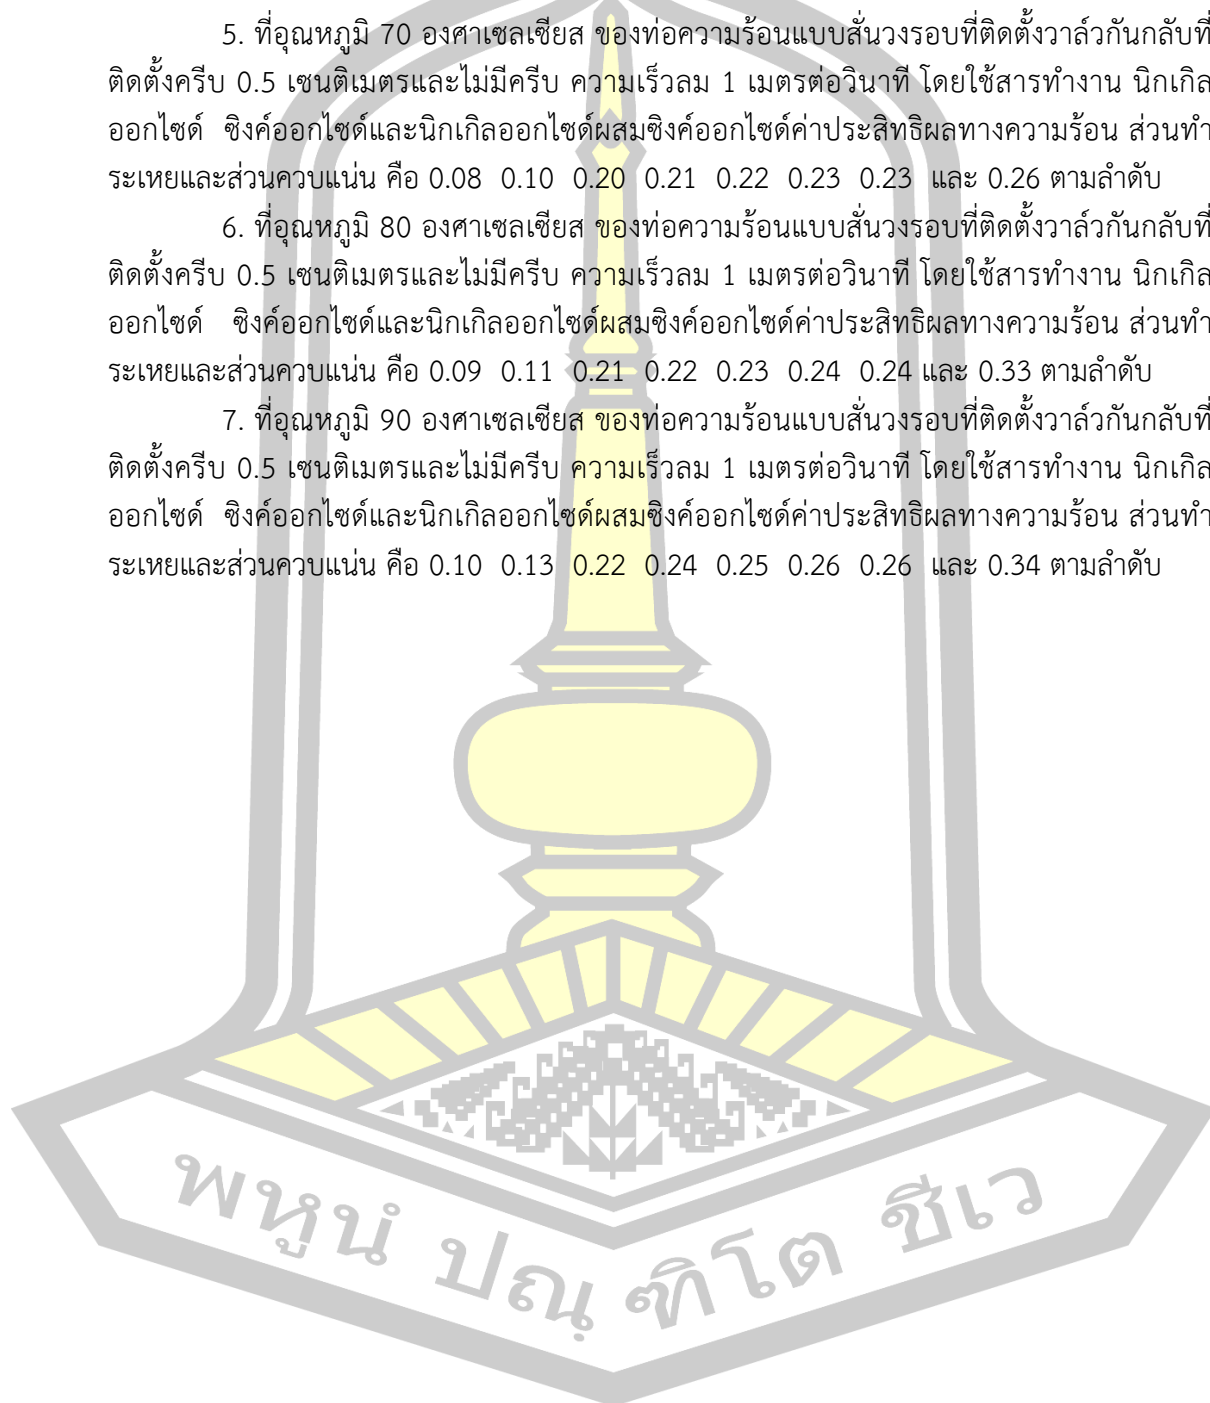 5. ที่อุณหภูมิ 70 องศาเซลเซียส ของท่อความร้อนแบบสั่นวงรอบที่ติดตั้งวาล์วกันกลับที่
ติดตั้งครีบ 0.5 เซนติเมตรและไม่มีครีบ ความเร็วลม 1 เมตรต่อวินาที โดยใช้สารทำงาน นิกเกิล
ออกไซด์ ซิงค์ออกไซด์และนิกเกิลออกไซด์ผสมซิงค์ออกไซด์ค่าประสิทธิผลทางความร้อน ส่วนทำ
ระเหยและส่วนควบแน่น คือ 0.08 0.10 0.20 0.21 0.22 0.23 0.23 และ 0.26 ตามลำดับ
6. ที่อุณหภูมิ 80 องศาเซลเซียส ของท่อความร้อนแบบสั่นวงรอบที่ติดตั้งวาล์วกันกลับที่
ติดตั้งครีบ 0.5 เซนติเมตรและไม่มีครีบ ความเร็วลม 1 เมตรต่อวินาที โดยใช้สารทำงาน นิกเกิล
ออกไซด์ ซิงค์ออกไซด์และนิกเกิลออกไซด์ผสมซิงค์ออกไซด์ค่าประสิทธิผลทางความร้อน ส่วนทำ
ระเหยและส่วนควบแน่น คือ 0.09 0.11 0.21 0.22 0.23 0.24 0.24 และ 0.33 ตามลำดับ
7. ที่อุณหภูมิ 90 องศาเซลเซียส ของท่อความร้อนแบบสั่นวงรอบที่ติดตั้งวาล์วกันกลับที่
ติดตั้งครีบ 0.5 เซนติเมตรและไม่มีครีบ ความเร็วลม 1 เมตรต่อวินาที โดยใช้สารทำงาน นิกเกิล
ออกไซด์ ซิงค์ออกไซด์และนิกเกิลออกไซด์ผสมซิงค์ออกไซด์ค่าประสิทธิผลทางความร้อน ส่วนทำ
ระเหยและส่วนควบแน่น คือ 0.10 0.13 0.22 0.24 0.25 0.26 0.26 และ 0.34 ตามลำดับ
พหูนํ ปณฺฑิโต ชีเว